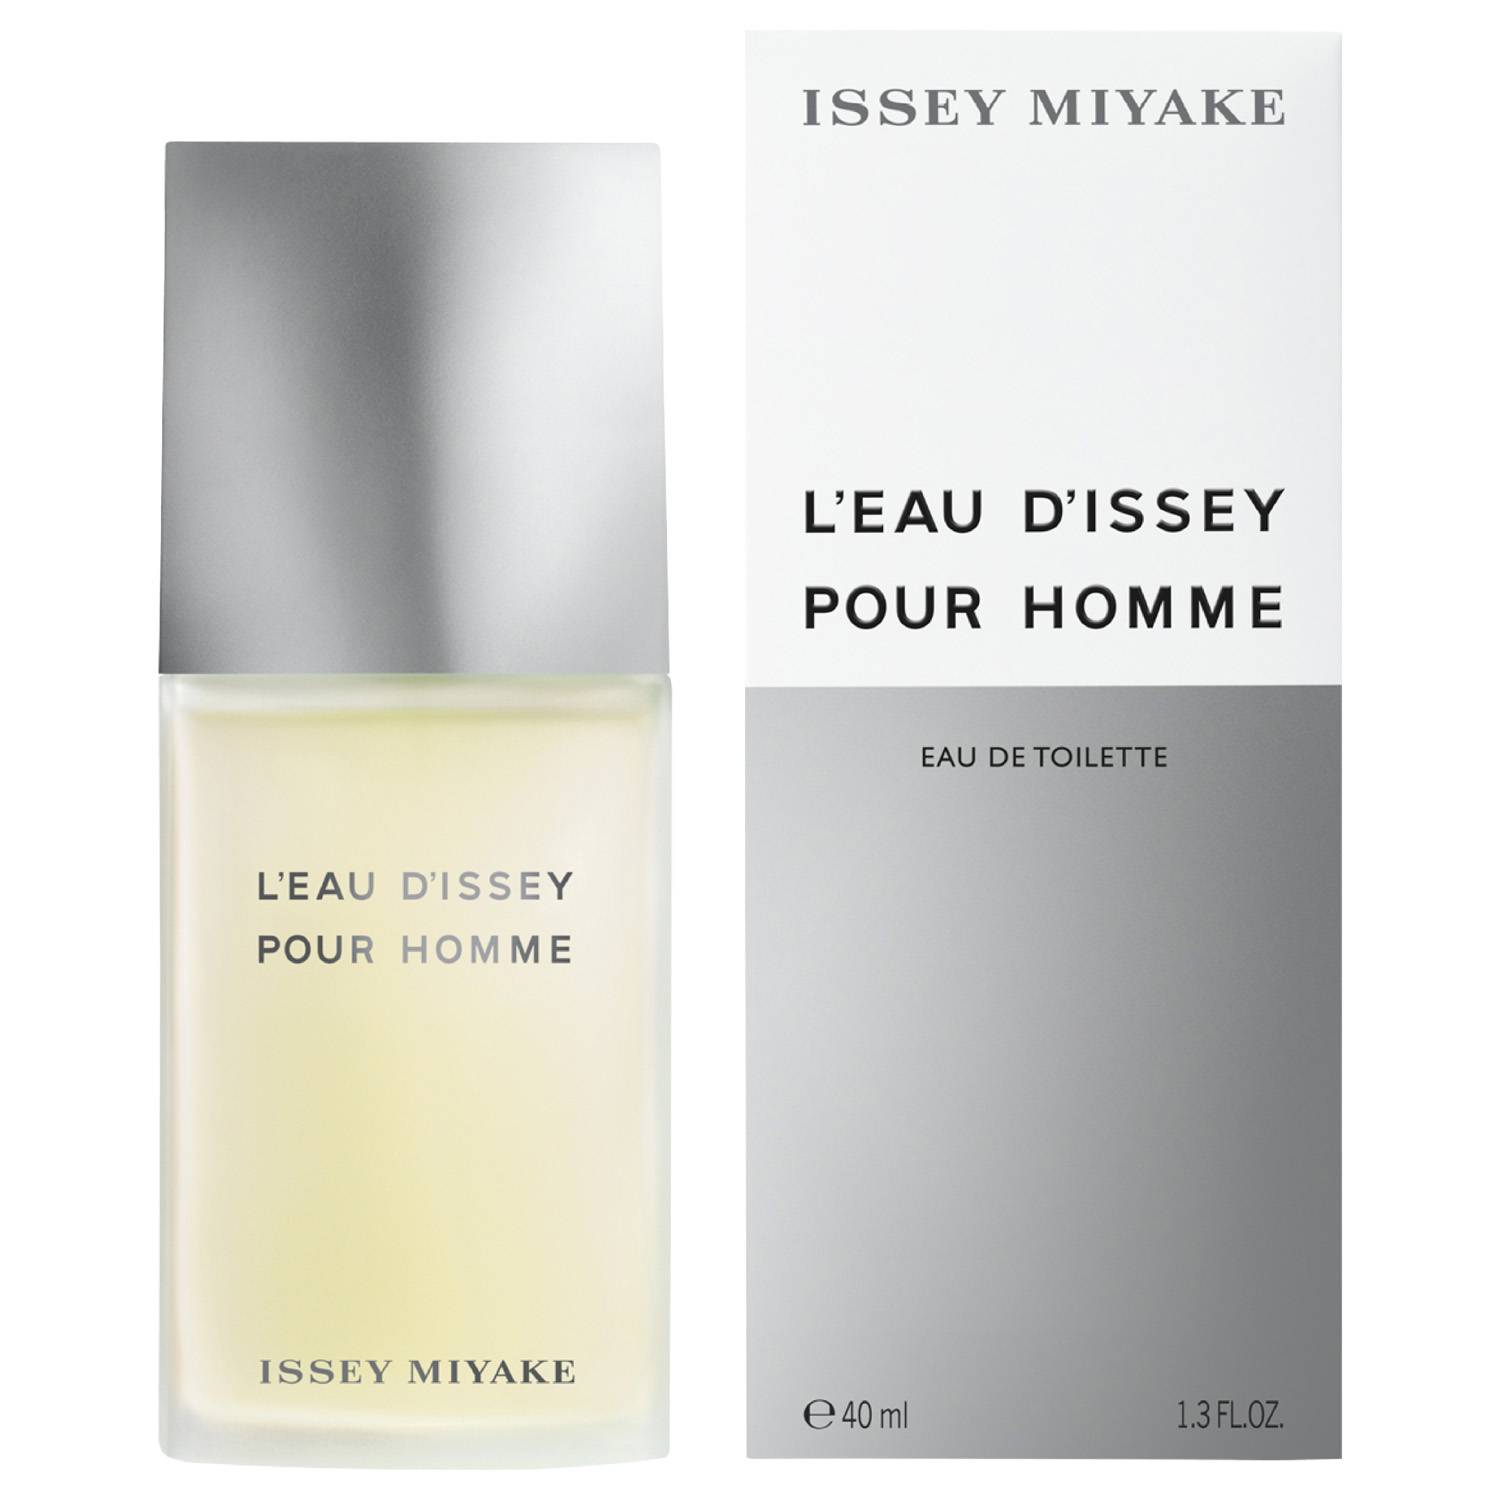 L'EAU D'ISSEY
POUR HOMME
ISSEY MIYAKE
ISSEY MIYAKE
L'EAU D'ISSEY
POUR HOMME
EAU DE TOILETTE
℮ 40 ml
1.3 FL.OZ.